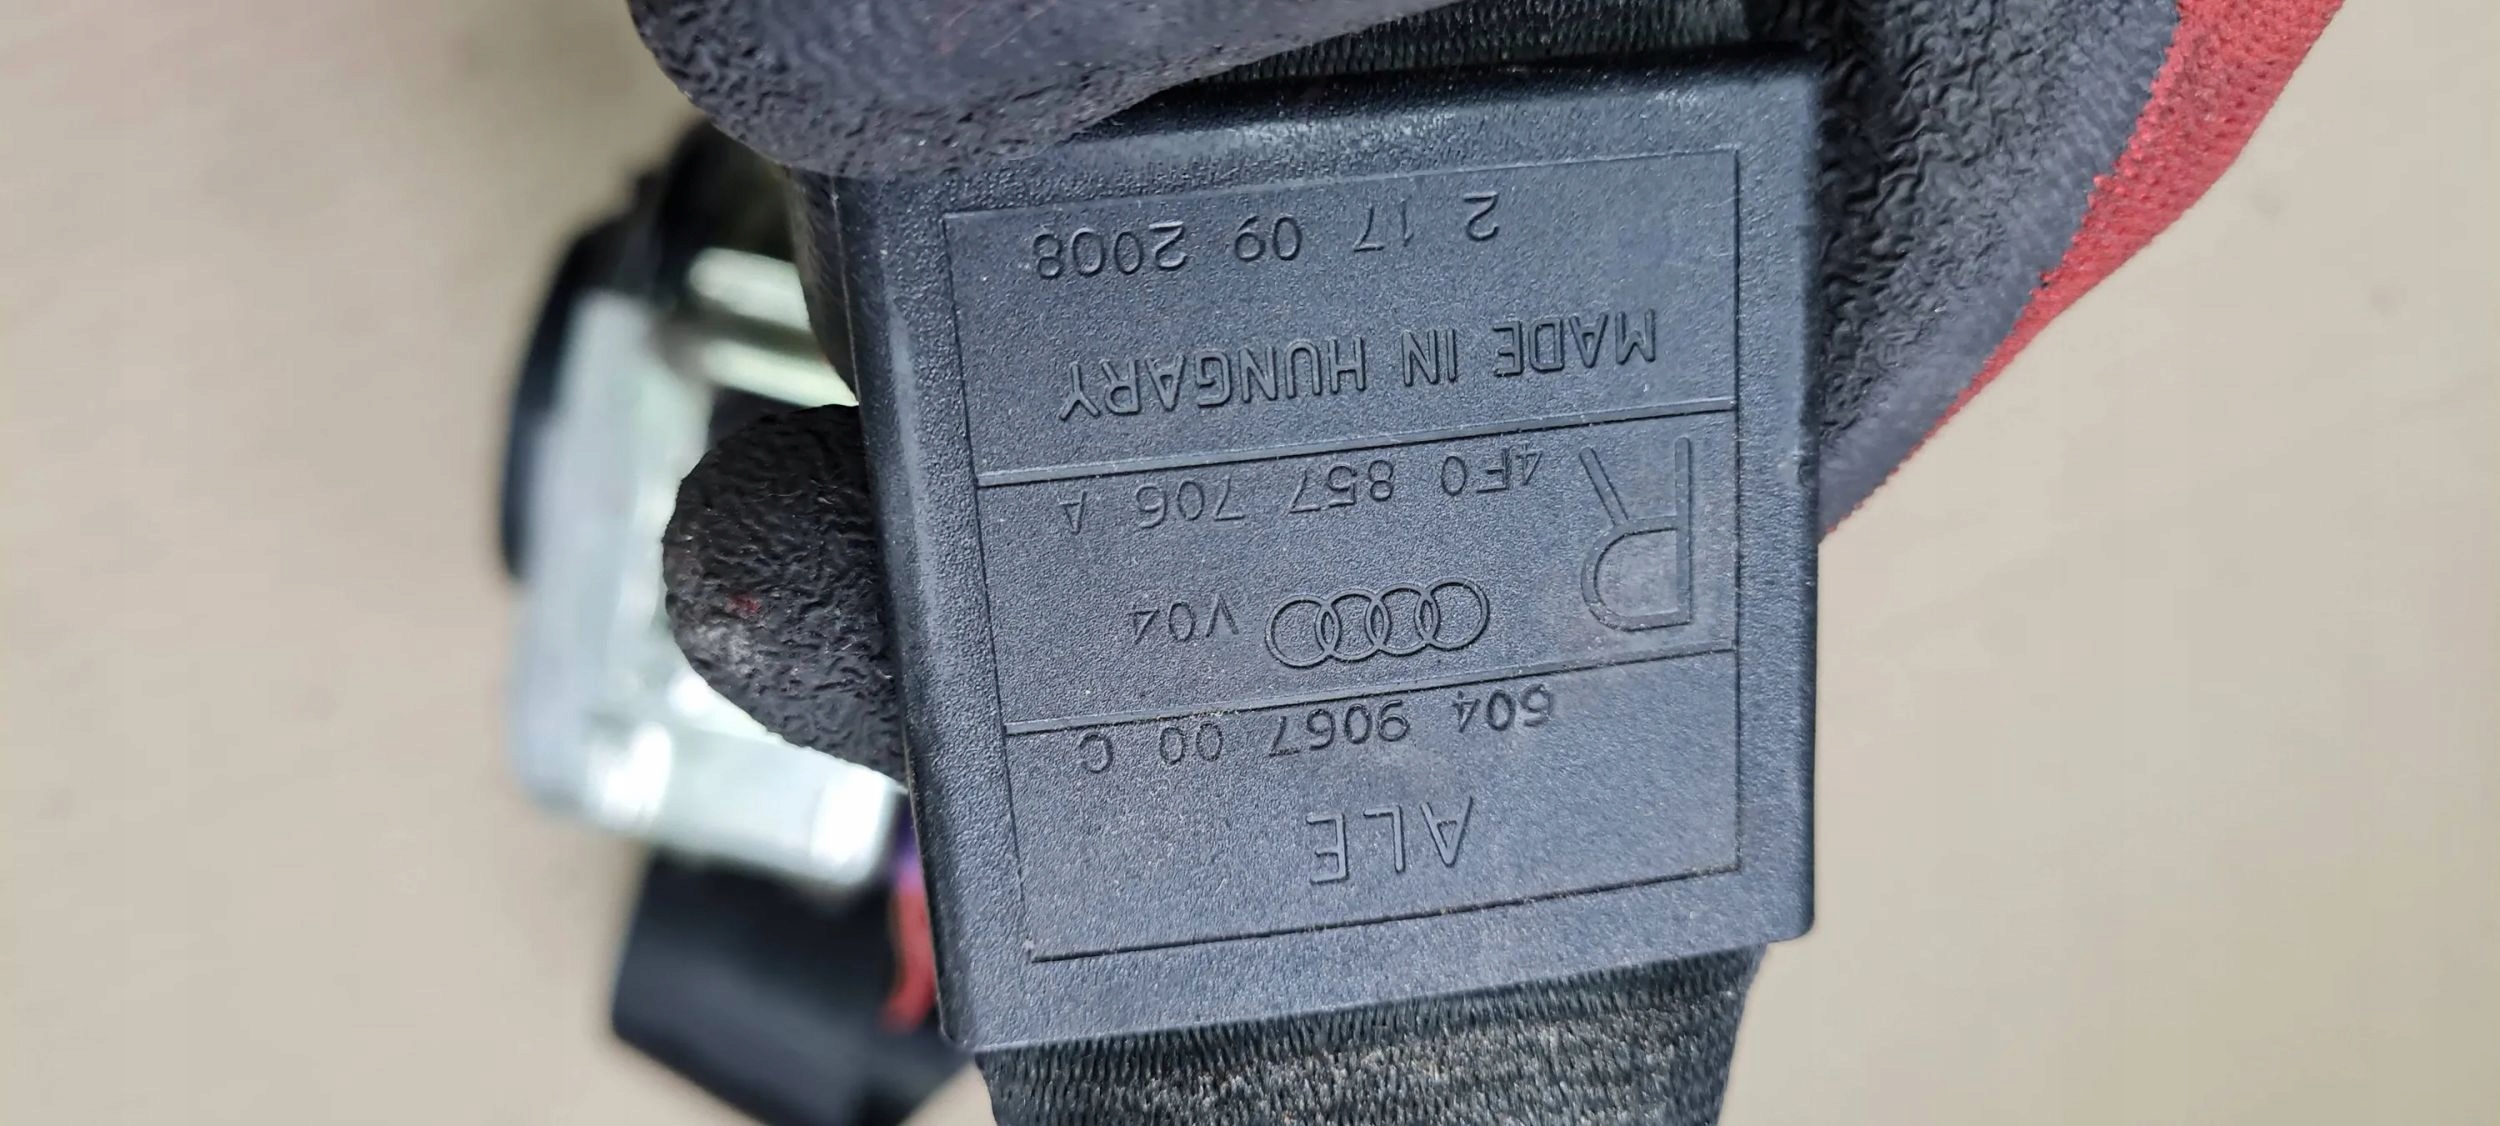 ALE
604 9067 00 C
V04
R 4F0 857 706 A
MADE IN HUNGARY
2 17 09 2008